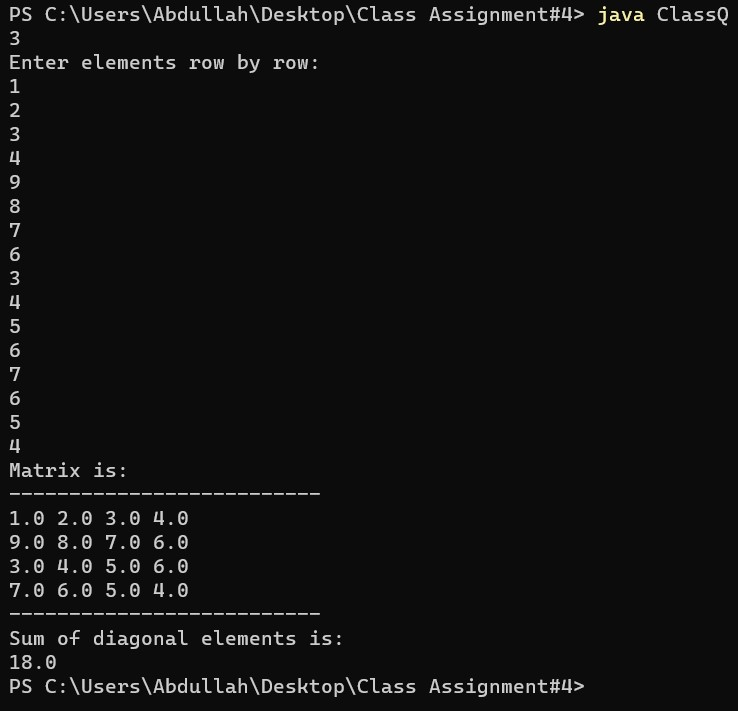 PS C:\Users\Abdullah\Desktop\Class Assignment#4> java ClassQ
3
Enter elements row by row:
1
2
3
4
9
8
7
6
3
4
5
6
7
6
5
4
Matrix is:
--------------------------
1.0 2.0 3.0 4.0
9.0 8.0 7.0 6.0
3.0 4.0 5.0 6.0
7.0 6.0 5.0 4.0
--------------------------
Sum of diagonal elements is:
18.0
PS C:\Users\Abdullah\Desktop\Class Assignment#4>